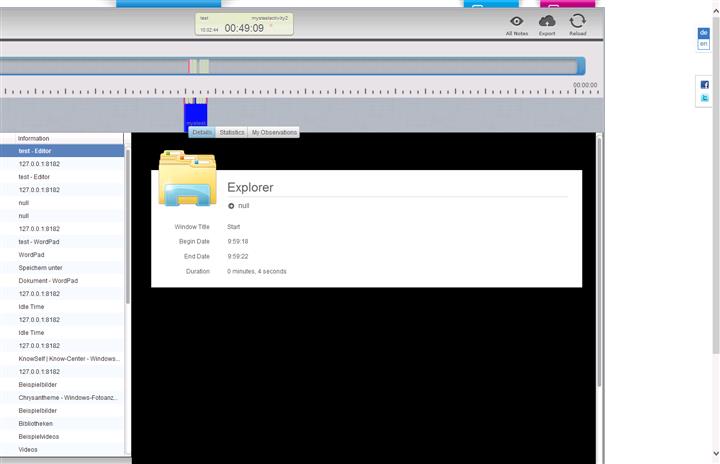 test
mystestactivity2
10:02:44
00:49:09
All Notes
Export
Reload
de
en
00:00:00
Details
Statistics
My Observations
Information
test - Editor
127.0.0.1:8182
test - Editor
127.0.0.1:8182
null
null
127.0.0.1:8182
test - WordPad
WordPad
Speichern unter
Dokument - WordPad
127.0.0.1:8182
Idle Time
127.0.0.1:8182
Idle Time
127.0.0.1:8182
KnowSelf | Know-Center - Windows...
127.0.0.1:8182
Beispielbilder
Chrysantheme - Windows-Fotoanz...
Beispielbilder
Bibliotheken
Beispielvideos
Videos
Explorer
null
Window Title Start
Begin Date 9:59:18
End Date 9:59:22
Duration 0 minutes, 4 seconds